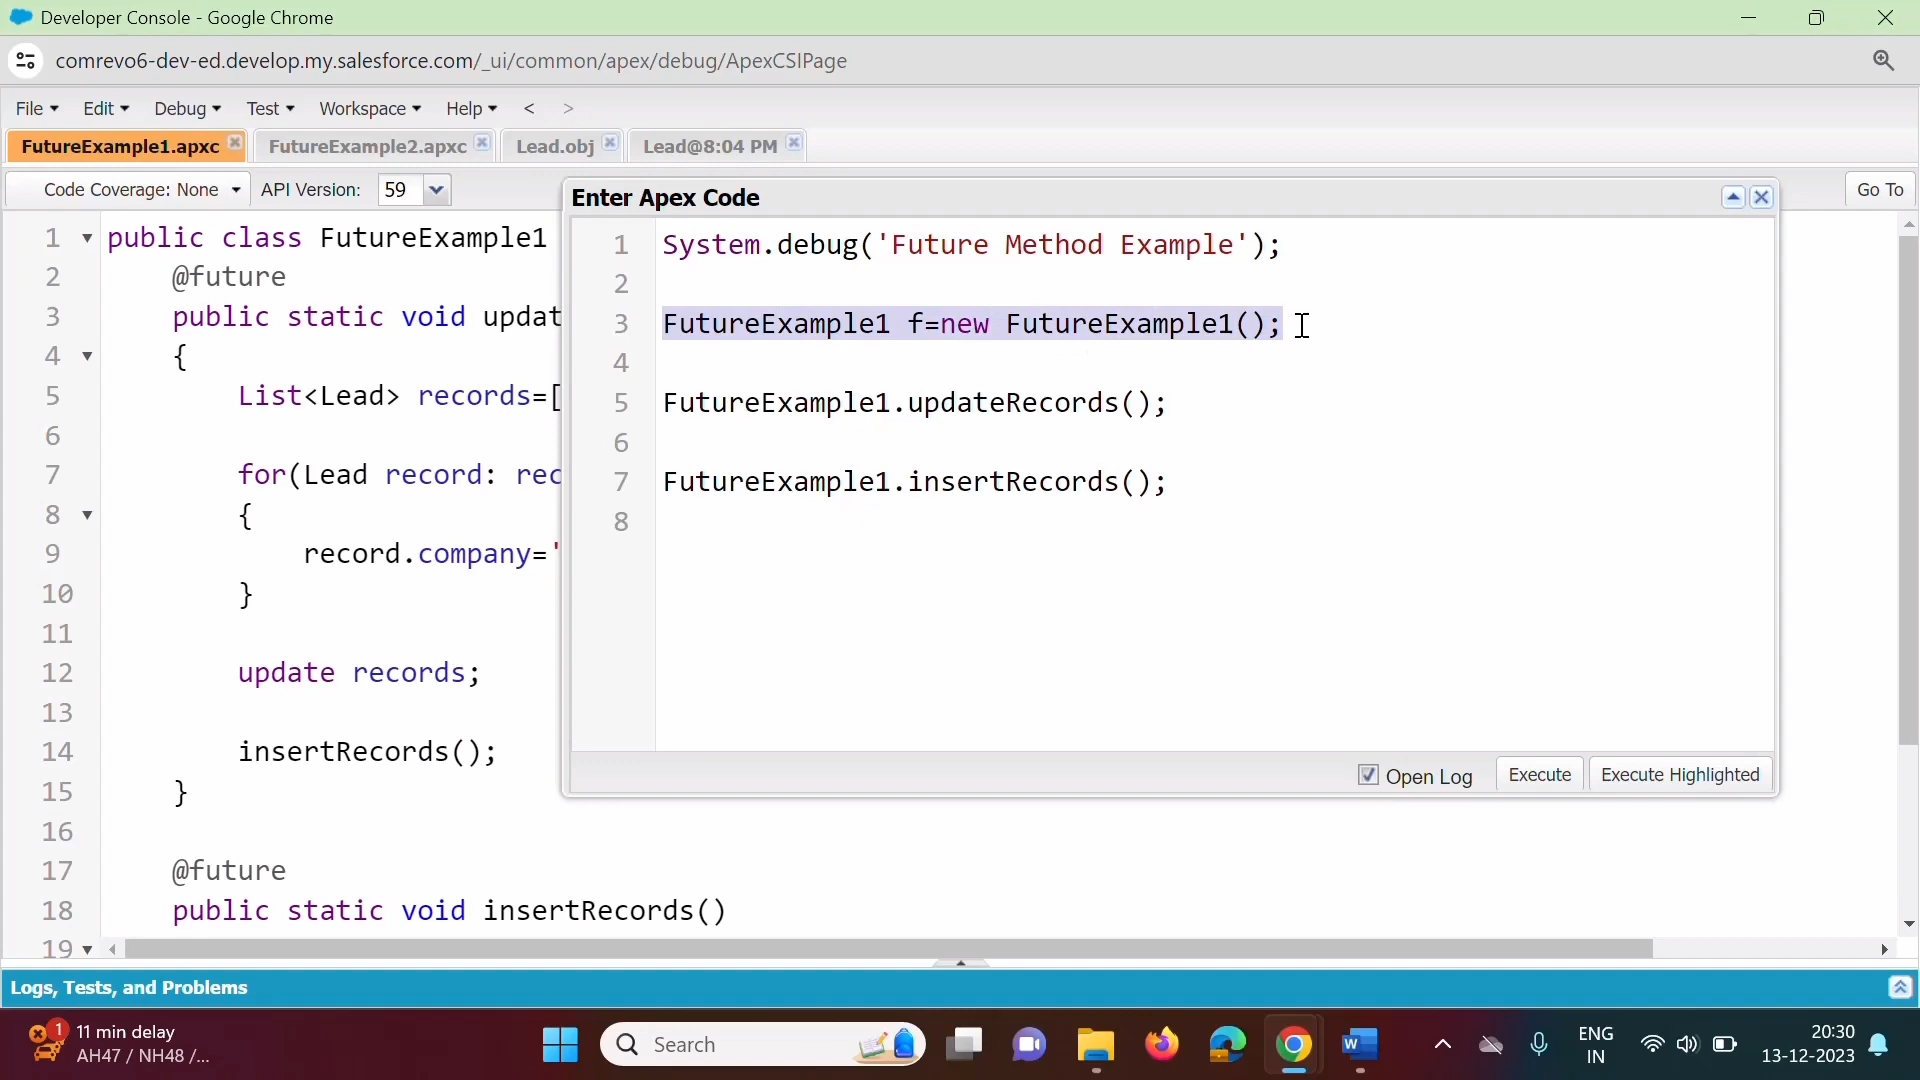 Developer Console - Google Chrome
comrevo6-dev-ed.develop.my.salesforce.com/_ui/common/apex/debug/ApexCSIPage
File Edit Debug Test Workspace Help < >
FutureExample1.apxc FutureExample2.apxc Lead.obj Lead@8:04 PM
Code Coverage: None API Version: 59 Go To
1 public class FutureExample1
2 @future
3 public static void updat
4 {
5 List<Lead> records=[
6
7 for(Lead record: rec
8 {
9 record.company='
10 }
11
12 update records;
13
14 insertRecords();
15 }
16
17 @future
18 public static void insertRecords()
19
Enter Apex Code
1 System.debug('Future Method Example');
2
3 FutureExample1 f=new FutureExample1();
4
5 FutureExample1.updateRecords();
6
7 FutureExample1.insertRecords();
8
Open Log Execute Execute Highlighted
Logs, Tests, and Problems
1 11 min delay
AH47 / NH48 /...
Search
W
ENG
IN
20:30
13-12-2023